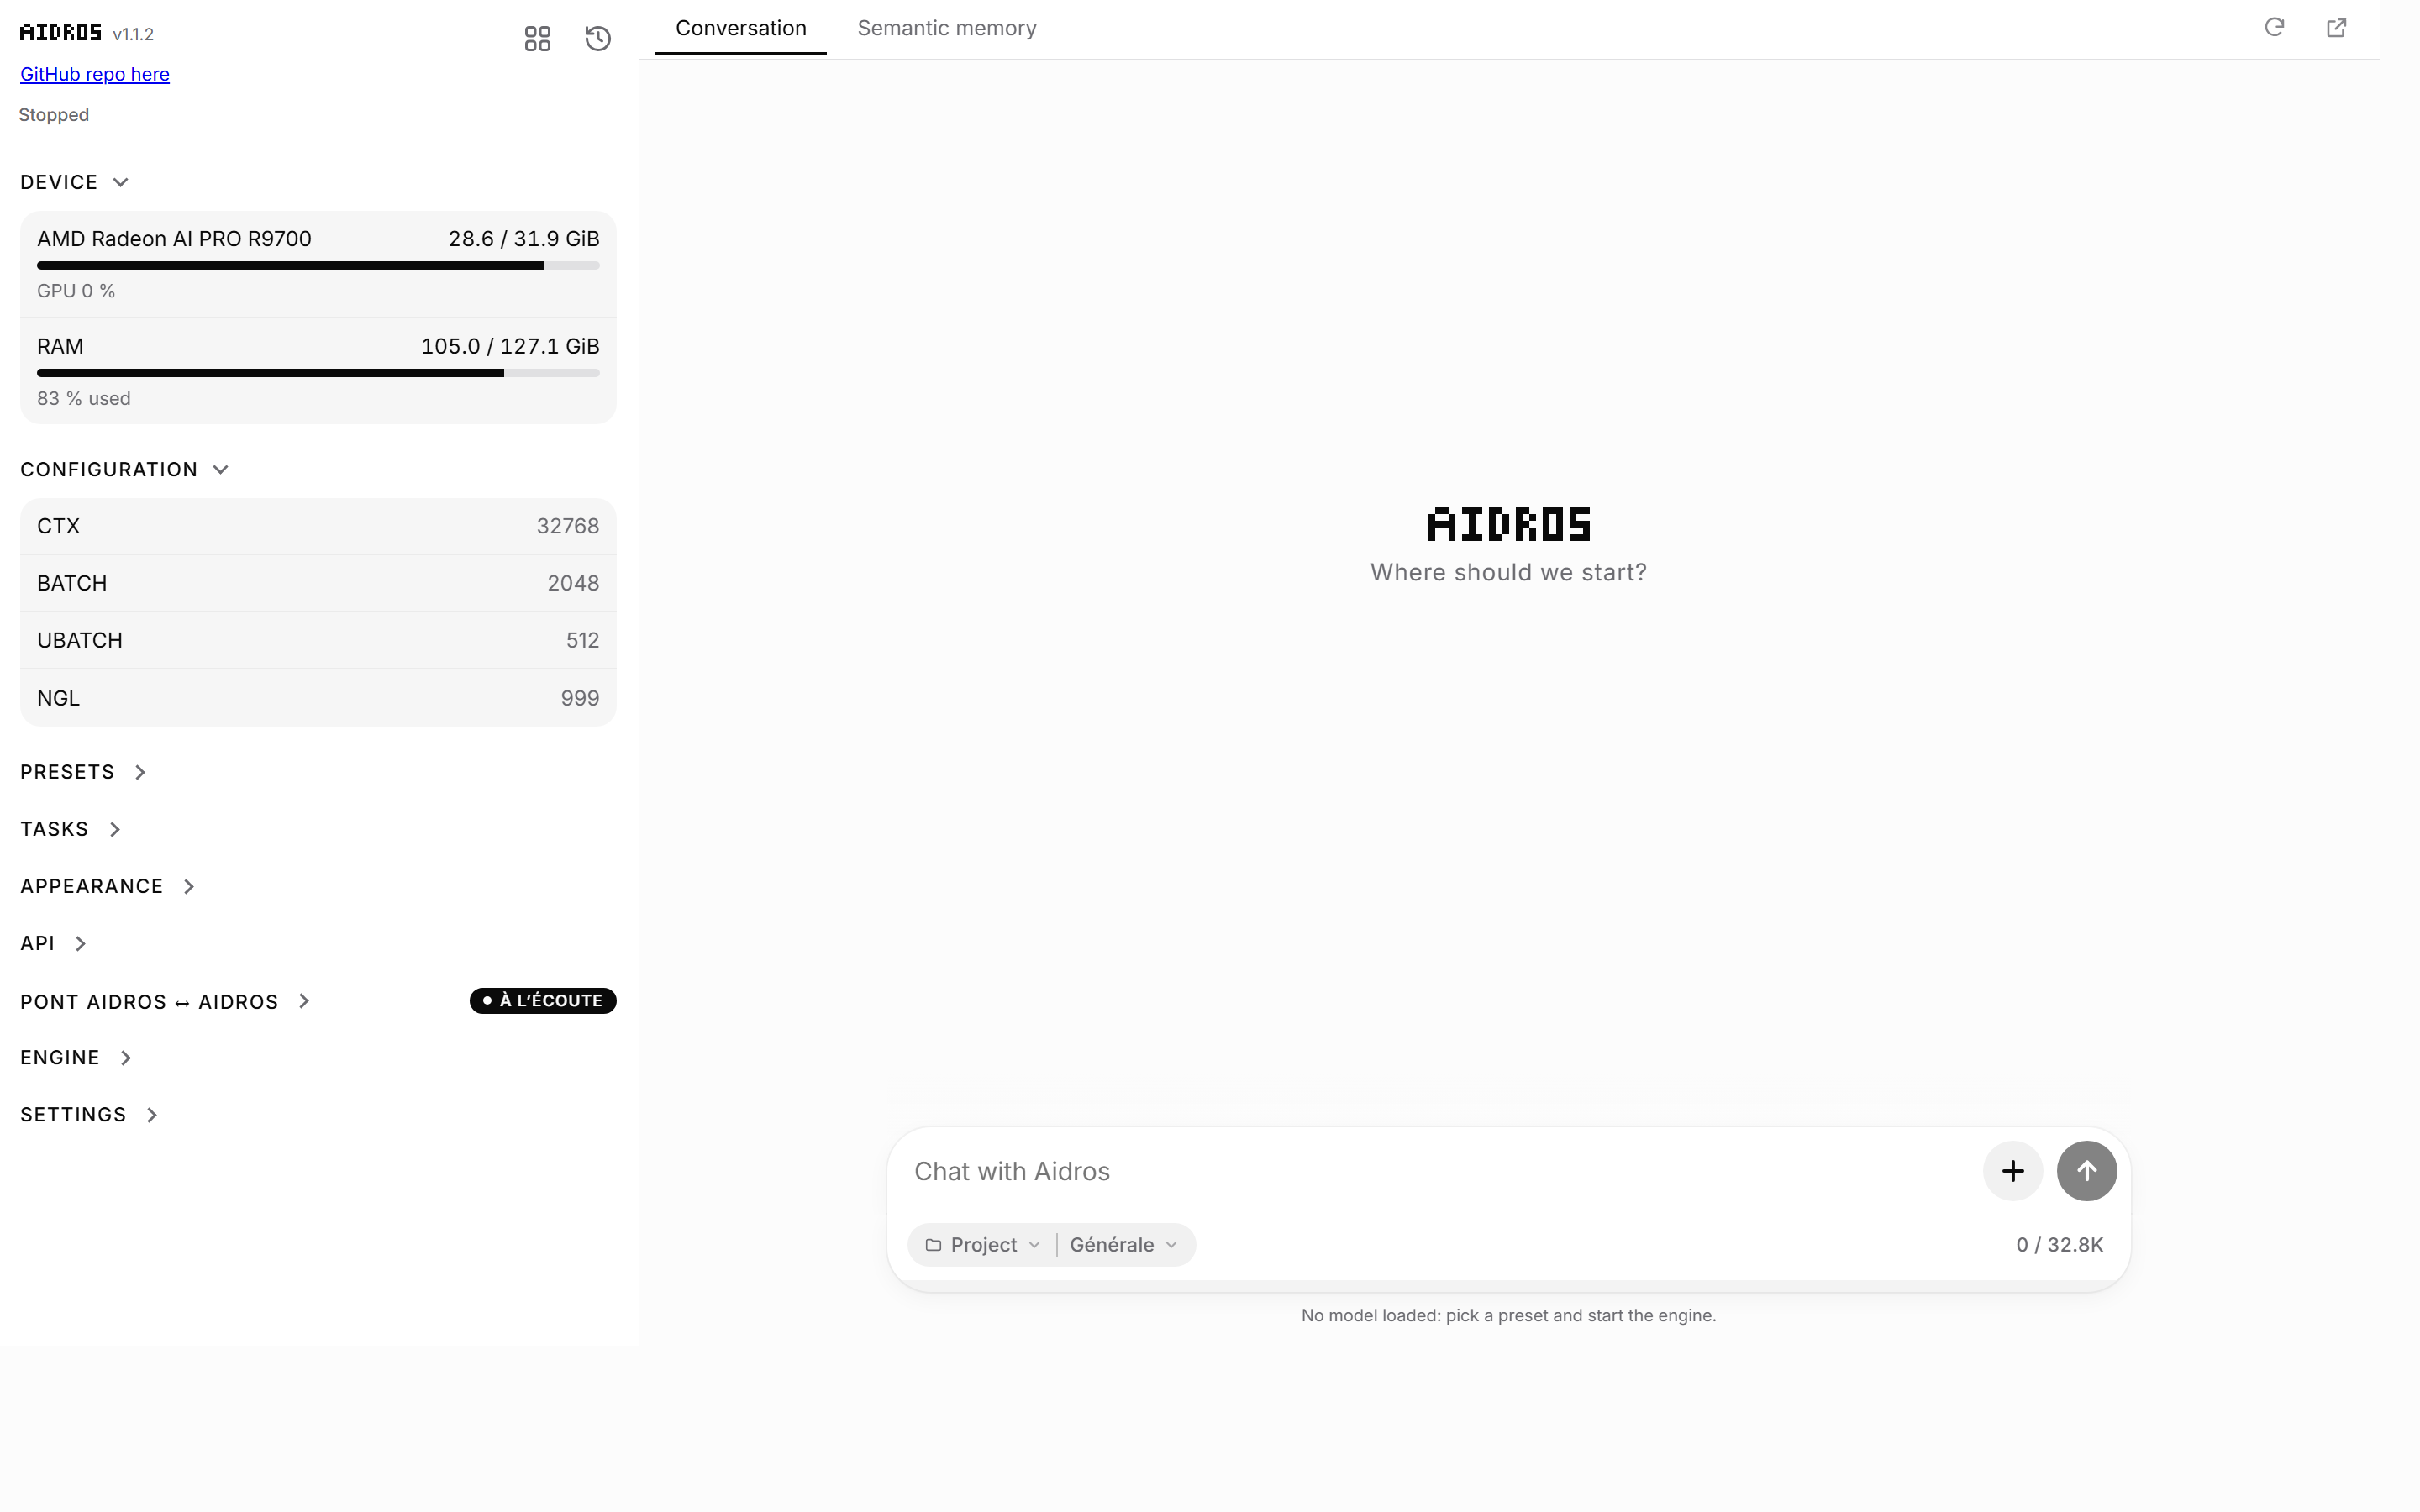 AIDROS v1.1.2
GitHub repo here
Stopped
DEVICE
AMD Radeon AI PRO R9700 28.6 / 31.9 GiB
GPU 0 %
RAM 105.0 / 127.1 GiB
83 % used
CONFIGURATION
CTX 32768
BATCH 2048
UBATCH 512
NGL 999
PRESETS
TASKS
APPEARANCE
API
PONT AIDROS ↔ AIDROS À L’ÉCOUTE
ENGINE
SETTINGS
Conversation Semantic memory
AIDROS
Where should we start?
Chat with Aidros
Project Générale 0 / 32.8K
No model loaded: pick a preset and start the engine.